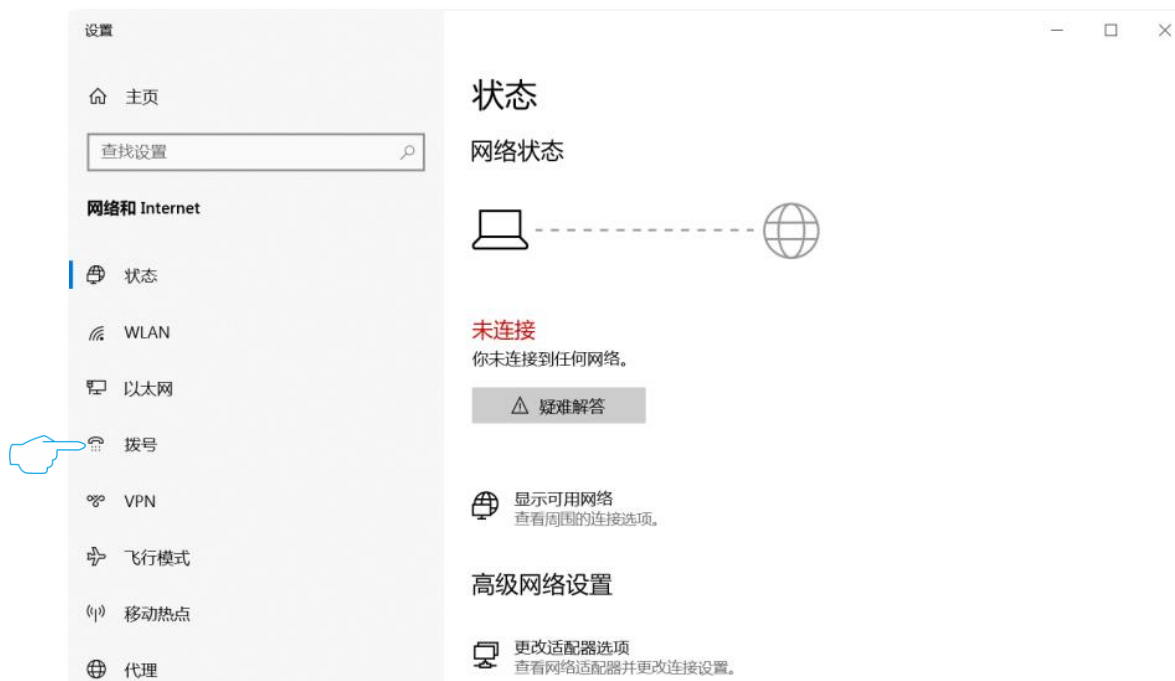 设置
主页
查找设置
网络和 Internet
状态
WLAN
以太网
拨号
VPN
飞行模式
移动热点
代理
状态
网络状态
未连接
你未连接到任何网络。
疑难解答
显示可用网络
查看周围的连接选项。
高级网络设置
更改适配器选项
查看网络适配器并更改连接设置。